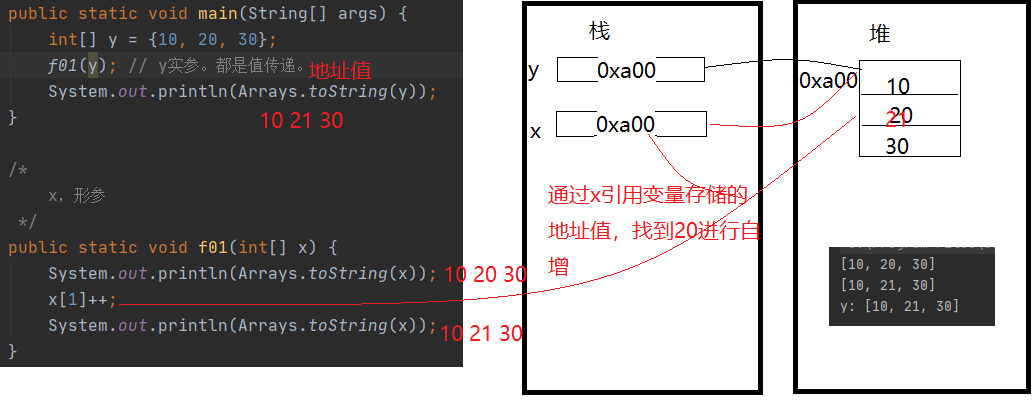 public static void main(String[] args) {
int[] y = {10, 20, 30};
f01(y); // y实参。都是值传递。地址值
System.out.println(Arrays.toString(y));
10 21 30
}
/*
x，形参
*/
public static void f01(int[] x) {
System.out.println(Arrays.toString(x)); 10 20 30
x[1]++;
System.out.println(Arrays.toString(x)); 10 21 30
}
栈
y 0xa00
x 0xa00
通过x引用变量存储的
地址值，找到20进行自
增
堆
0xa00
10
20 21
30
[10, 20, 30]
[10, 21, 30]
y: [10, 21, 30]